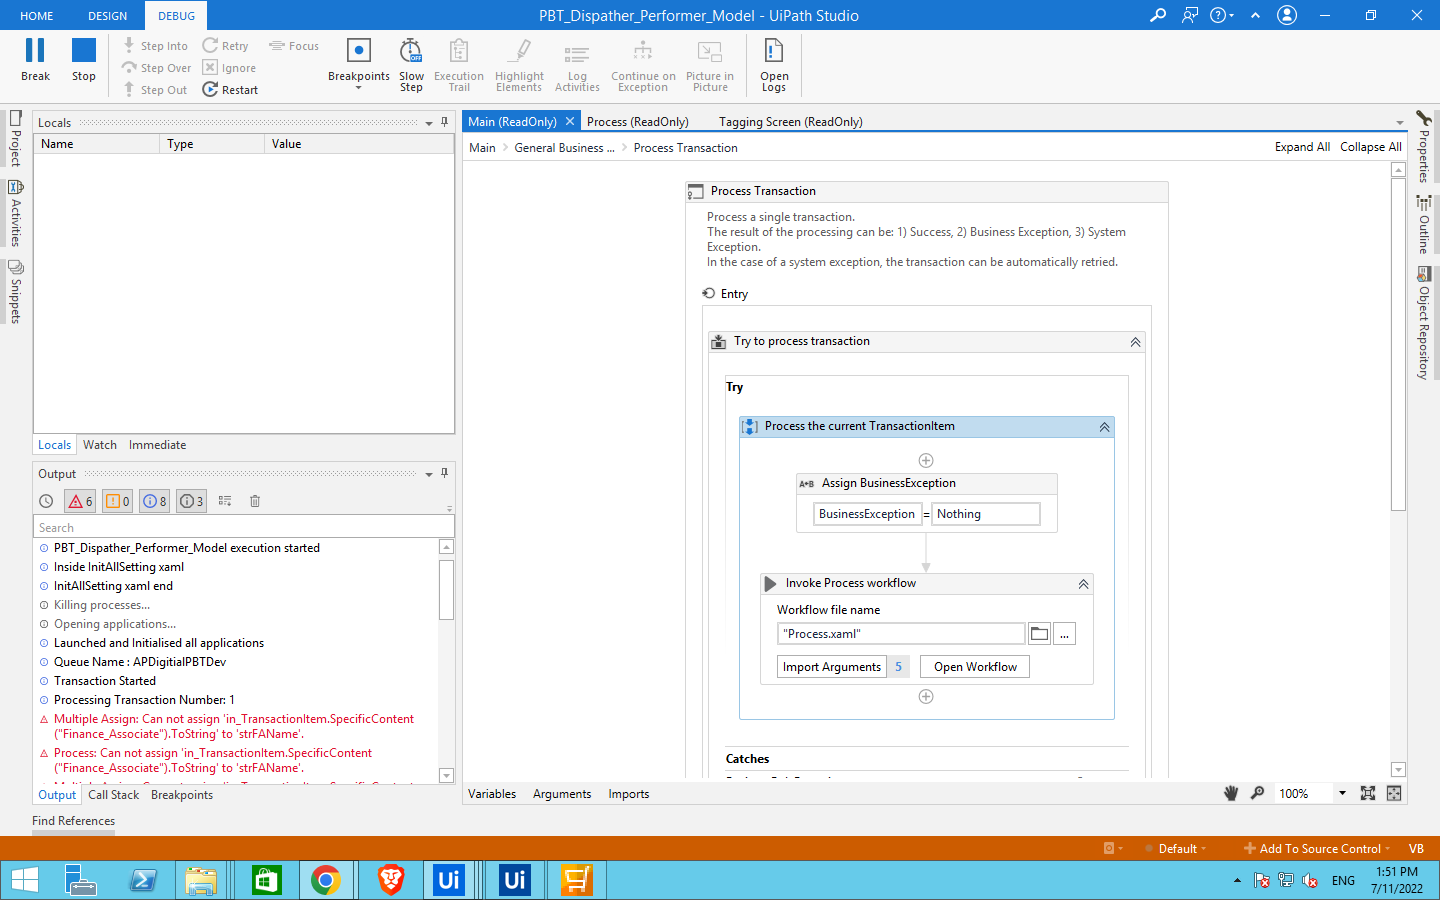 HOME
DESIGN
DEBUG
PBT_Dispather_Performer_Model - UiPath Studio
Break
Stop
Step Into
Step Over
Step Out
Retry
Ignore
Restart
Focus
Breakpoints
Slow
Step
Execution
Trail
Highlight
Elements
Log
Activities
Continue on
Exception
Picture in
Picture
Open
Logs
Project
Activities
Snippets
Locals
Name
Type
Value
Locals
Watch
Immediate
Output
6
0
8
3
Search
PBT_Dispather_Performer_Model execution started
Inside InitAllSetting xaml
InitAllSetting xaml end
Killing processes...
Opening applications...
Launched and Initialised all applications
Queue Name : APDigitialPBTDev
Transaction Started
Processing Transaction Number: 1
Multiple Assign: Can not assign 'in_TransactionItem.SpecificContent
("Finance_Associate").ToString' to 'strFAName'.
Process: Can not assign 'in_TransactionItem.SpecificContent
("Finance_Associate").ToString' to 'strFAName'.
Output
Call Stack
Breakpoints
Find References
Main (ReadOnly)
Process (ReadOnly)
Tagging Screen (ReadOnly)
Main
General Business ...
Process Transaction
Expand All
Collapse All
Process Transaction
Process a single transaction.
The result of the processing can be: 1) Success, 2) Business Exception, 3) System
Exception.
In the case of a system exception, the transaction can be automatically retried.
Entry
Try to process transaction
Try
Process the current TransactionItem
A*B Assign BusinessException
BusinessException = Nothing
Invoke Process workflow
Workflow file name
"Process.xaml"
...
Import Arguments 5
Open Workflow
Catches
Variables
Arguments
Imports
100%
Properties
Outline
Object Repository
Default
Add To Source Control
VB
Ui
Ui
ENG
1:51 PM
7/11/2022